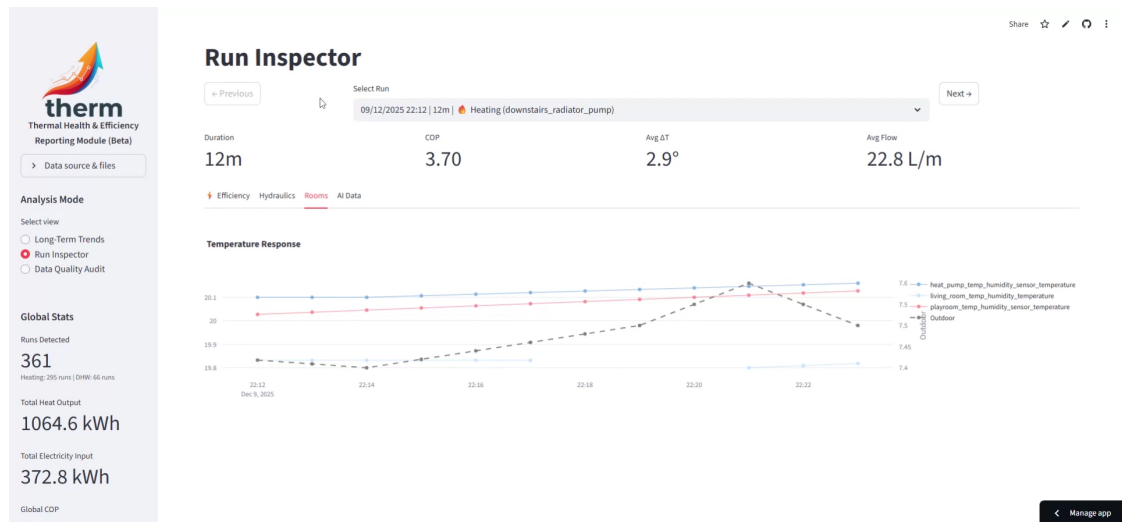 Share
therm
Thermal Health & Efficiency
Reporting Module (Beta)
Data source & files
Analysis Mode
Select view
Long-Term Trends
Run Inspector
Data Quality Audit
Global Stats
Runs Detected
361
Heating: 295 runs | DHW: 66 runs
Total Heat Output
1064.6 kWh
Total Electricity Input
372.8 kWh
Global COP
Run Inspector
← Previous
Select Run
09/12/2025 22:12 | 12m | 🔥 Heating (downstairs_radiator_pump)
Next →
Duration
12m
COP
3.70
Avg ΔT
2.9°
Avg Flow
22.8 L/m
Efficiency Hydraulics Rooms AI Data
Temperature Response
20.1
20
19.9
19.8
22:12 22:14 22:16 22:18 22:20 22:22
Dec 9, 2025
7.6
7.5
7.5
7.45
7.4
Outdoor
heat_pump_temp_humidity_sensor_temperature
living_room_temp_humidity_temperature
playroom_temp_humidity_sensor_temperature
Outdoor
Manage app